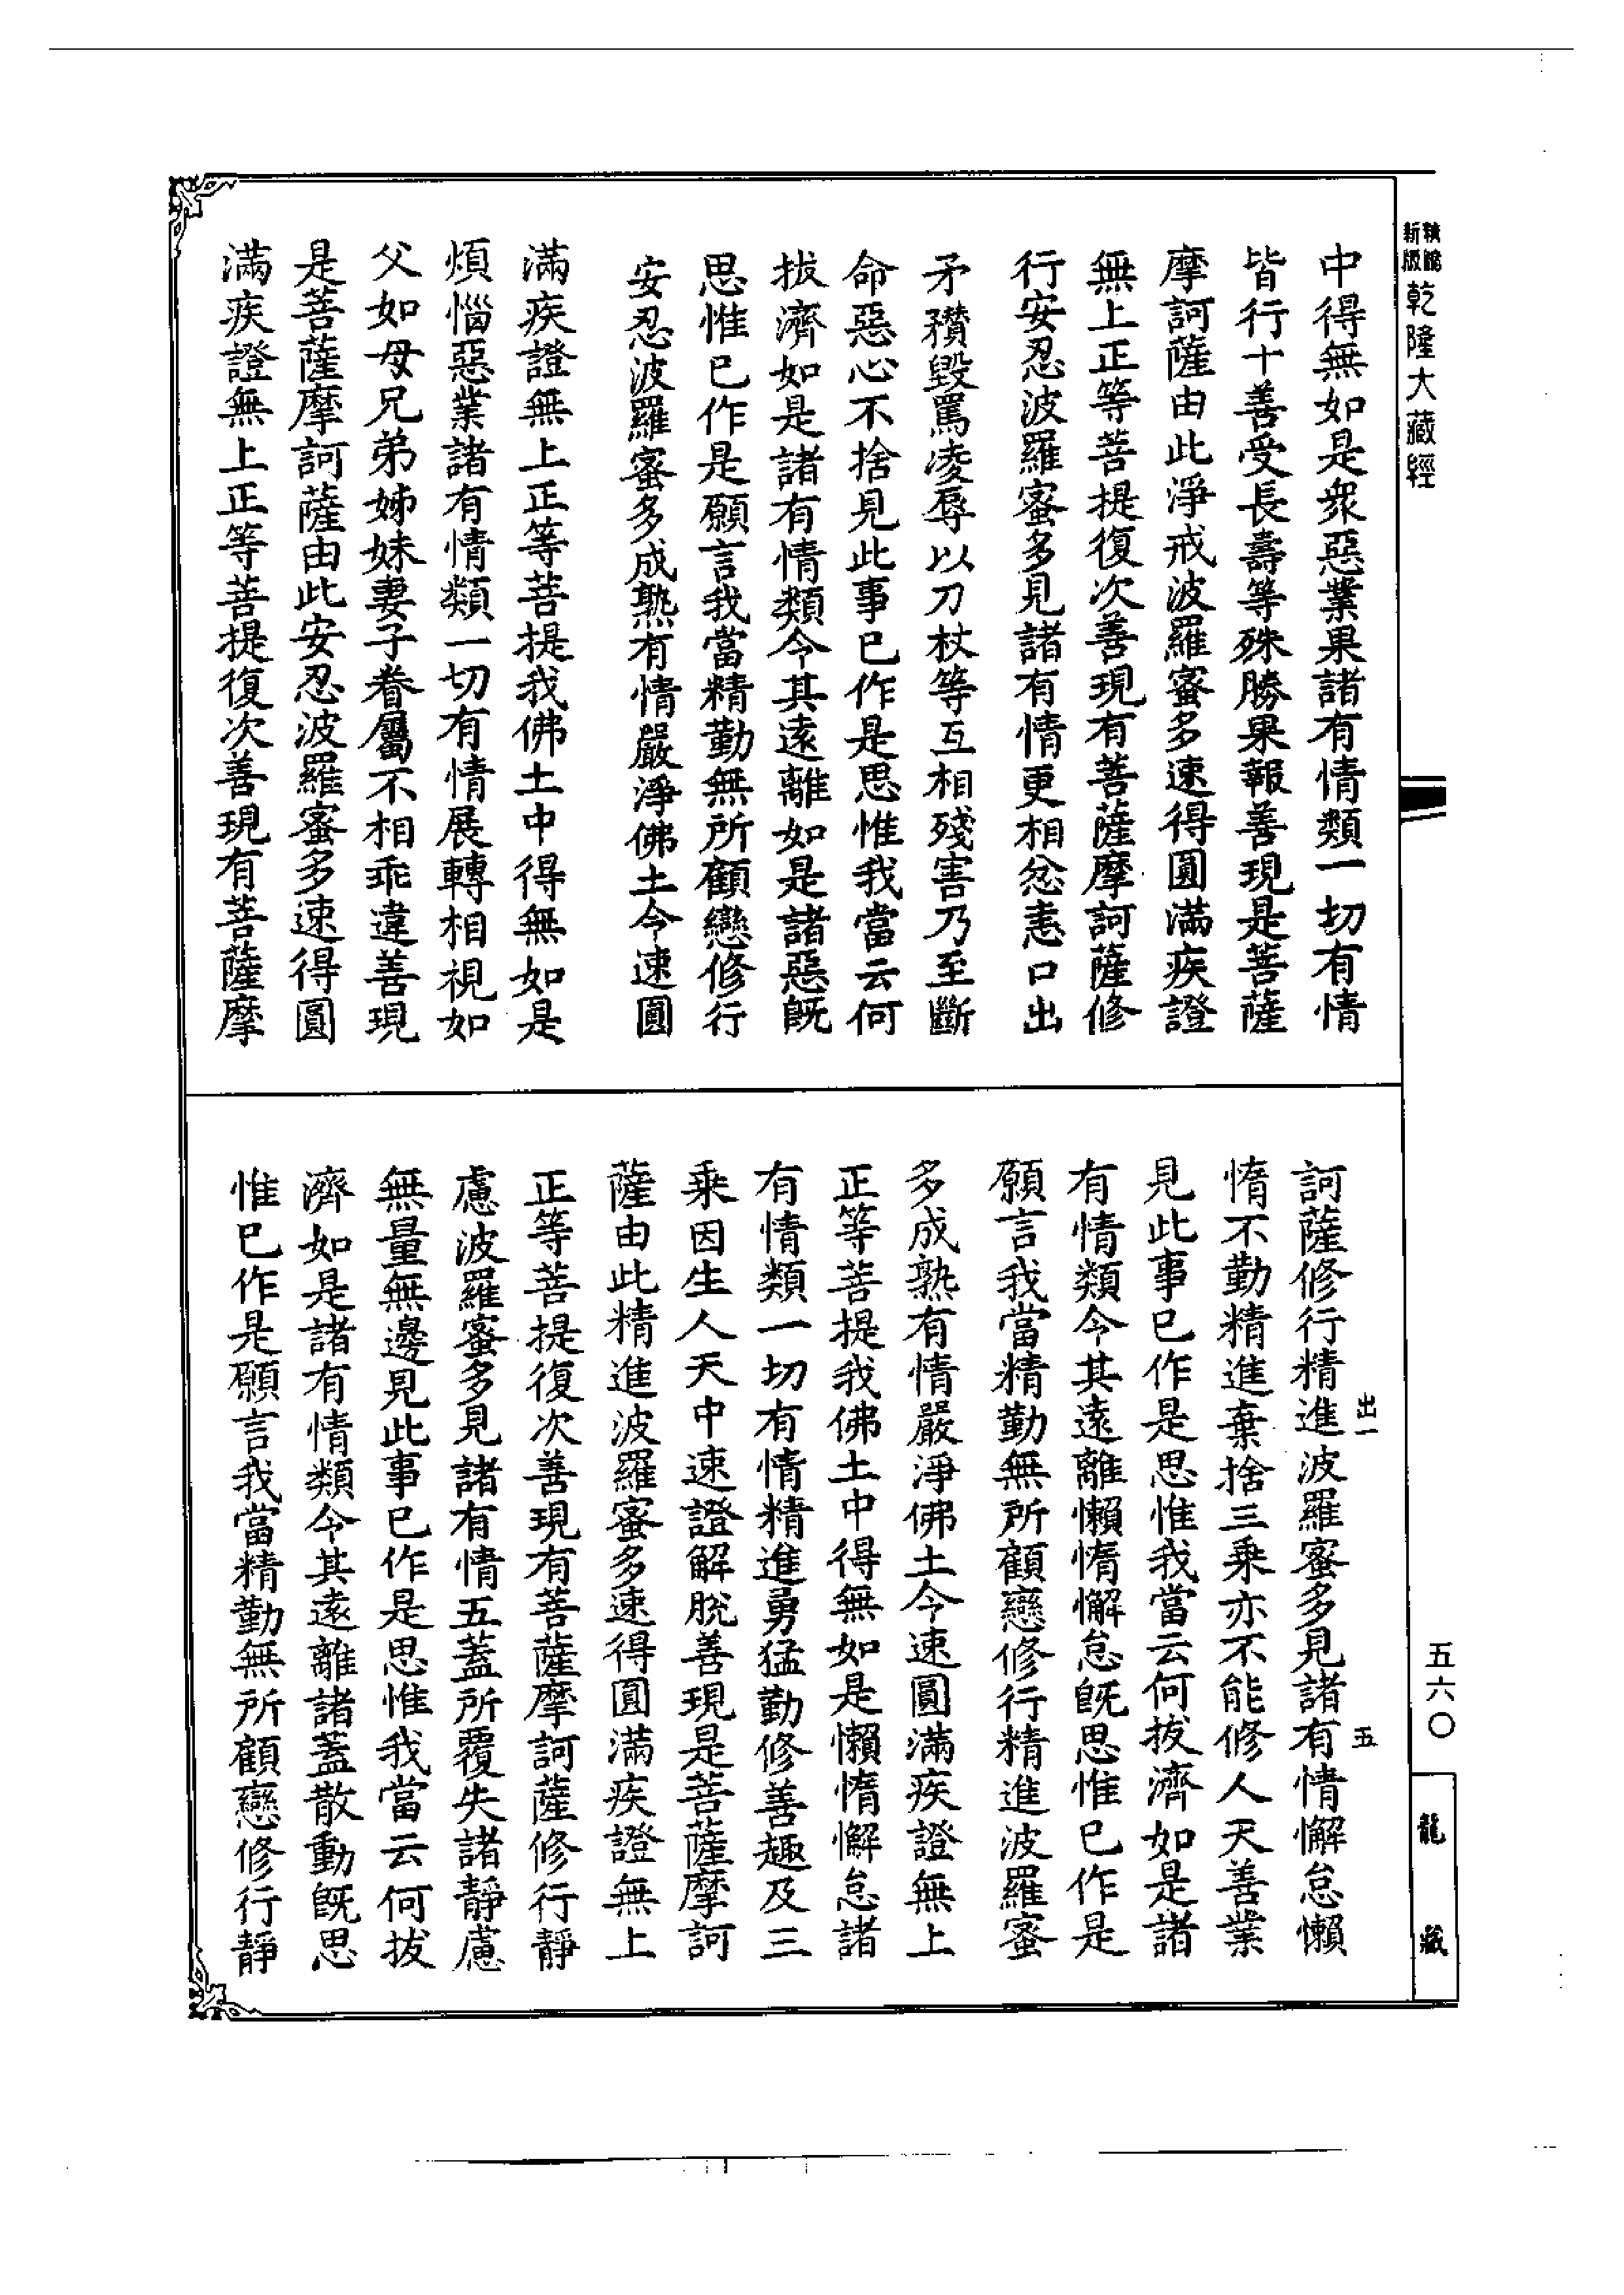 新版
精縮
乾隆大藏經
中得無如是衆惡業果諸有情類一切有情
皆行十善受長壽等殊勝果報善現是菩薩
摩訶薩由此淨戒波羅蜜多速得圓滿疾證
無上正等菩提復次善現有菩薩摩訶薩修
行安忍波羅蜜多見諸有情更相忿恚口出
矛䂎毀罵凌辱以刀杖等互相殘害乃至斷
命惡心不捨見此事已作是思惟我當云何
拔濟如是諸有情類令其遠離如是諸惡既
思惟已作是願言我當精勤無所顧戀修行
安忍波羅蜜多成熟有情嚴淨佛土令速圓
滿疾證無上正等菩提我佛土中得無如是
煩惱惡業諸有情類一切有情展轉相視如
父如母兄弟姊妹妻子眷屬不相乖違善現
是菩薩摩訶薩由此安忍波羅蜜多速得圓
滿疾證無上正等菩提復次善現有菩薩摩
訶薩修行精進波羅蜜多見諸有情懈怠懶
惰不勤精進棄捨三乘亦不能修人天善業
見此事已作是思惟我當云何拔濟如是諸
有情類令其遠離懶惰懈怠既思惟已作是
願言我當精勤無所顧戀修行精進波羅蜜
多成熟有情嚴淨佛土令速圓滿疾證無上
正等菩提我佛土中得無如是懶惰懈怠諸
有情類一切有情精進勇猛勤修善趣及三
乘因生人天中速證解脫善現是菩薩摩訶
薩由此精進波羅蜜多速得圓滿疾證無上
正等菩提復次善現有菩薩摩訶薩修行靜
慮波羅蜜多見諸有情五蓋所覆失諸靜慮
無量無邊見此事已作是思惟我當云何拔
濟如是諸有情類令其遠離諸蓋散動既思
惟已作是願言我當精勤無所顧戀修行靜
出一
五
五六〇
龍藏